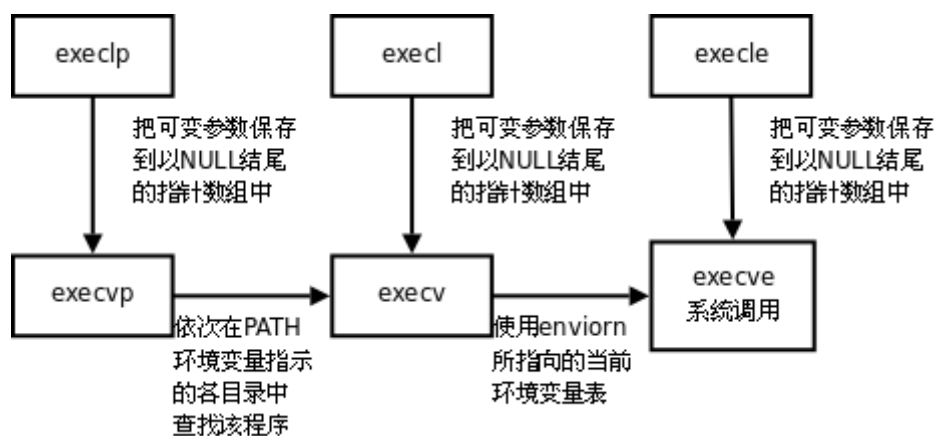 execlp
execl
execle
把可变参数保存
到以NULL结尾
的指针数组中
把可变参数保存
到以NULL结尾
的指针数组中
把可变参数保存
到以NULL结尾
的指针数组中
execvp
execv
execve
系统调用
依次在PATH
环境变量指示
的各目录中
查找该程序
使用enviorn
所指向的当前
环境变量表